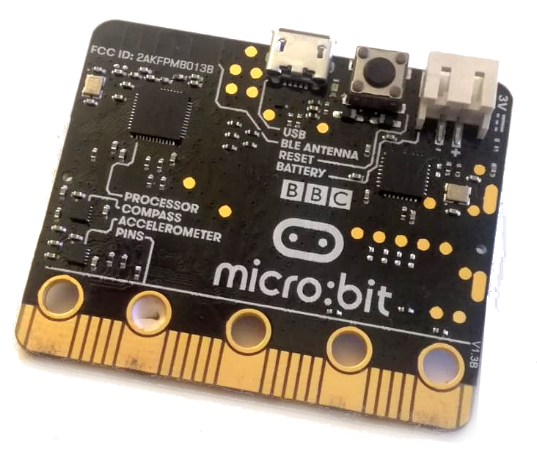 FCC ID: 2AKFPMB013B
3V
+
USB
BLE ANTENNA
RESET
BATTERY
BBC
PROCESSOR
COMPASS
ACCELEROMETER
PINS
micro:bit
V1.3B